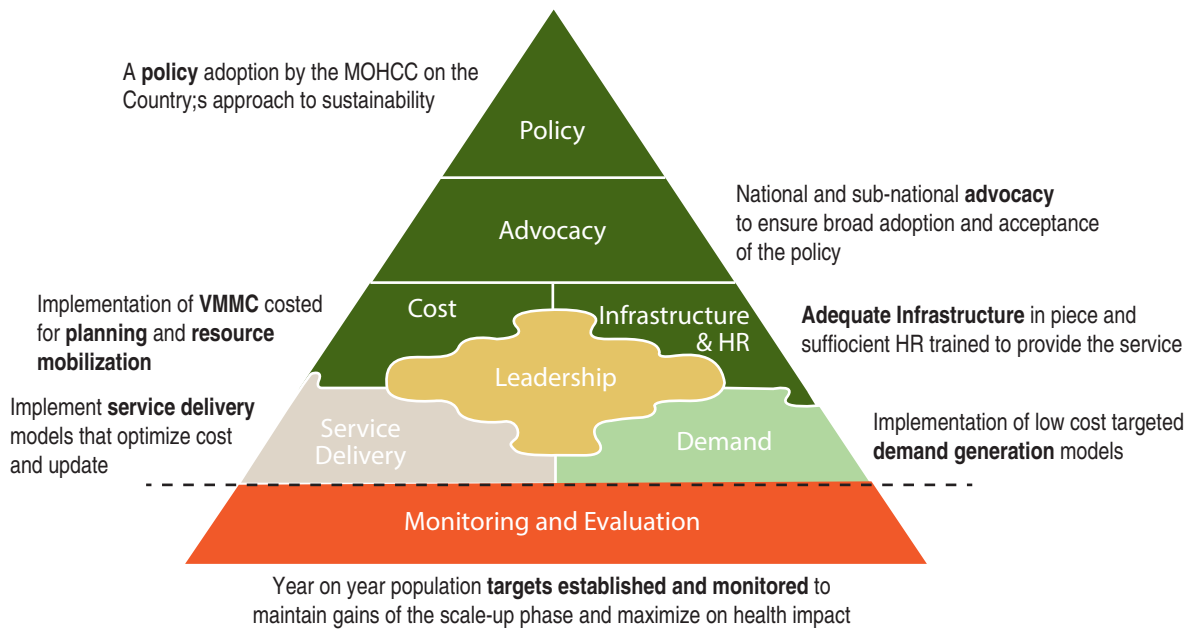 A policy adoption by the MOHCC on the
Country;s approach to sustainability
Policy
National and sub-national advocacy
to ensure broad adoption and acceptance
of the policy
Advocacy
Implementation of VMMC costed
for planning and resource
mobilization
Cost
Infrastructure
& HR
Adequate Infrastructure in piece and
suffiocient HR trained to provide the service
Leadership
Implement service delivery
models that optimize cost
and update
Service
Delivery
Demand
Implementation of low cost targeted
demand generation models
Monitoring and Evaluation
Year on year population targets established and monitored to
maintain gains of the scale-up phase and maximize on health impact